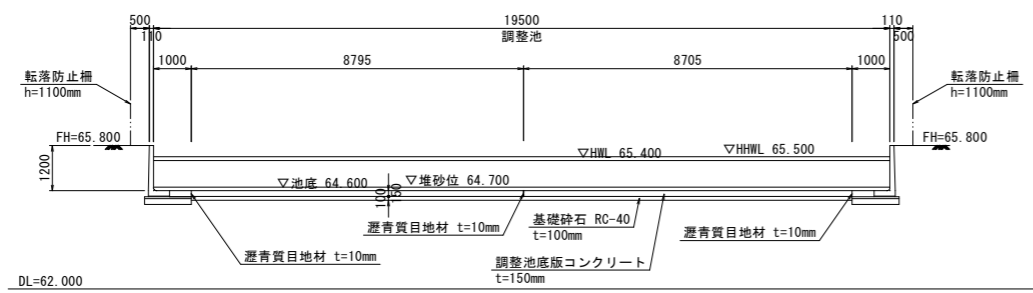 500
19500
110
110
調整池
500
1000
8795
8705
1000
転落防止柵
h=1100mm
転落防止柵
h=1100mm
FH=65.800
FH=65.800
▽HWL 65.400
▽HHWL 65.500
1200
▽池底 64.600
▽堆砂位 64.700
100
150
瀝青質目地材 t=10mm
基礎砕石 RC-40
t=100mm
瀝青質目地材 t=10mm
瀝青質目地材 t=10mm
調整池底版コンクリート
t=150mm
DL=62.000